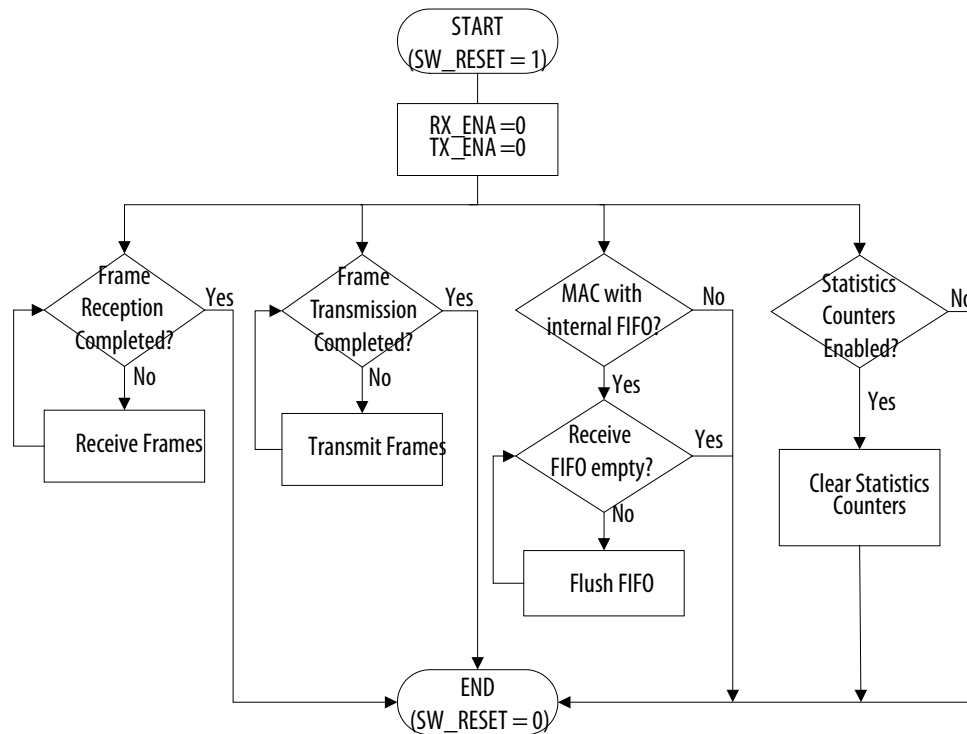 START
(SW_RESET = 1)
RX_ENA =0
TX_ENA =0
Frame
Reception
Completed?
Yes
No
Receive Frames
Frame
Transmission
Completed?
Yes
No
Transmit Frames
MAC with
internal FIFO?
No
Yes
Receive
FIFO empty?
Yes
No
Flush FIFO
Statistics
Counters
Enabled?
No
Yes
Clear Statistics
Counters
END
(SW_RESET = 0)